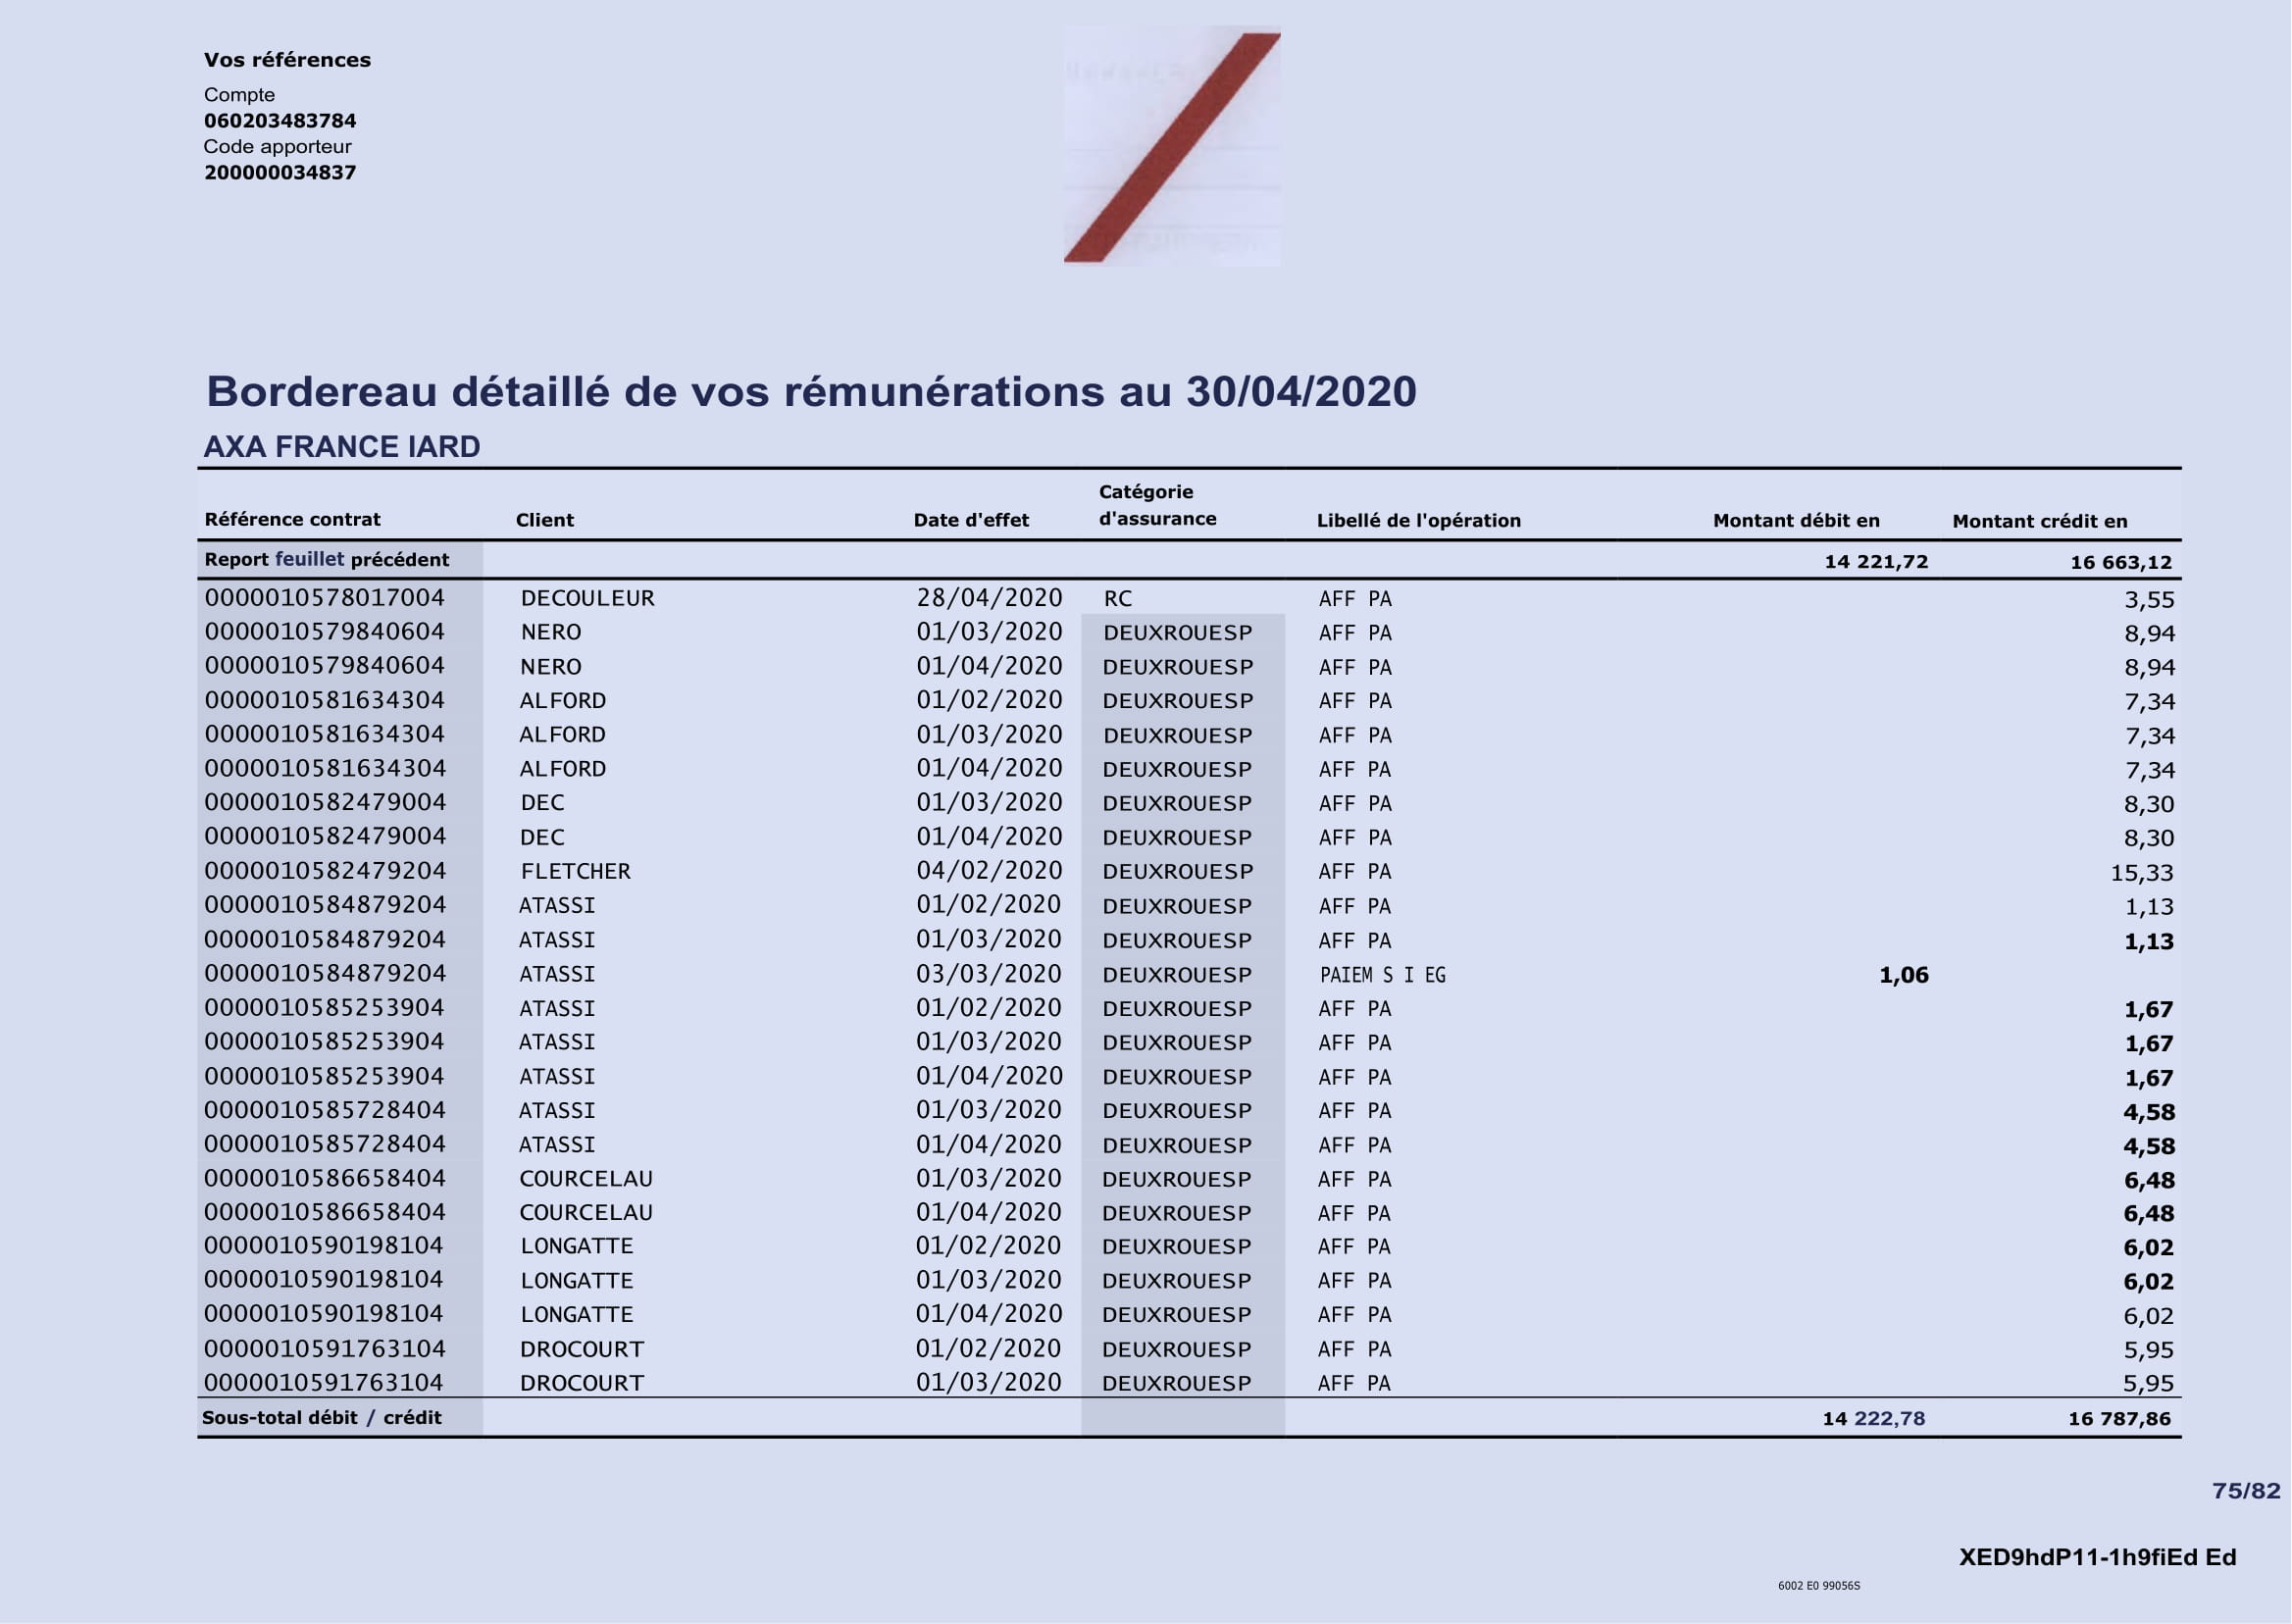 Vos références
Compte
060203483784
Code apporteur
200000034837
Bordereau détaillé de vos rémunérations au 30/04/2020
AXA FRANCE IARD
Référence contrat Client Date d'effet Catégorie d'assurance Libellé de l'opération Montant débit en Montant crédit en
Report feuillet précédent 14 221,72 16 663,12
0000010578017004 DECOULEUR 28/04/2020 RC AFF PA 3,55
0000010579840604 NERO 01/03/2020 DEUXROUESP AFF PA 8,94
0000010579840604 NERO 01/04/2020 DEUXROUESP AFF PA 8,94
0000010581634304 ALFORD 01/02/2020 DEUXROUESP AFF PA 7,34
0000010581634304 ALFORD 01/03/2020 DEUXROUESP AFF PA 7,34
0000010581634304 ALFORD 01/04/2020 DEUXROUESP AFF PA 7,34
0000010582479004 DEC 01/03/2020 DEUXROUESP AFF PA 8,30
0000010582479004 DEC 01/04/2020 DEUXROUESP AFF PA 8,30
0000010582479204 FLETCHER 04/02/2020 DEUXROUESP AFF PA 15,33
0000010584879204 ATASSI 01/02/2020 DEUXROUESP AFF PA 1,13
0000010584879204 ATASSI 01/03/2020 DEUXROUESP AFF PA 1,13
0000010584879204 ATASSI 03/03/2020 DEUXROUESP PAIEM S I EG 1,06
0000010585253904 ATASSI 01/02/2020 DEUXROUESP AFF PA 1,67
0000010585253904 ATASSI 01/03/2020 DEUXROUESP AFF PA 1,67
0000010585253904 ATASSI 01/04/2020 DEUXROUESP AFF PA 1,67
0000010585728404 ATASSI 01/03/2020 DEUXROUESP AFF PA 4,58
0000010585728404 ATASSI 01/04/2020 DEUXROUESP AFF PA 4,58
0000010586658404 COURCELAU 01/03/2020 DEUXROUESP AFF PA 6,48
0000010586658404 COURCELAU 01/04/2020 DEUXROUESP AFF PA 6,48
0000010590198104 LONGATTE 01/02/2020 DEUXROUESP AFF PA 6,02
0000010590198104 LONGATTE 01/03/2020 DEUXROUESP AFF PA 6,02
0000010590198104 LONGATTE 01/04/2020 DEUXROUESP AFF PA 6,02
0000010591763104 DROCOURT 01/02/2020 DEUXROUESP AFF PA 5,95
0000010591763104 DROCOURT 01/03/2020 DEUXROUESP AFF PA 5,95
Sous-total débit / crédit 14 222,78 16 787,86
75/82
XED9hdP11-1h9fiEd Ed
6002 E0 99056S